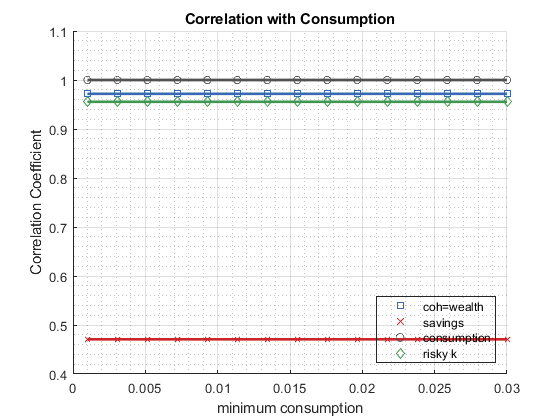 Correlation with Consumption
1.1
1
0.9
0.8
0.7
0.6
0.5
0.4
Correlation Coefficient
coh=wealth
savings
consumption
risky k
0 0.005 0.01 0.015 0.02 0.025 0.03
minimum consumption